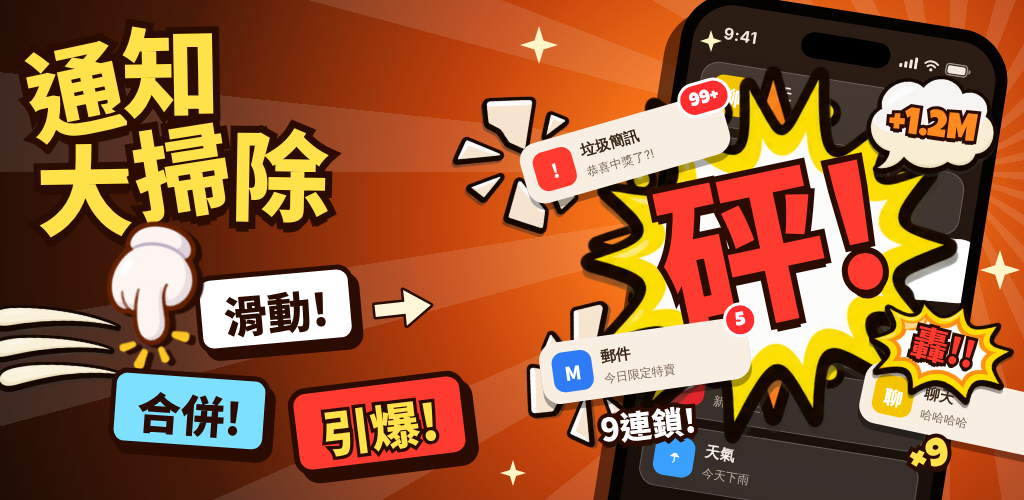 通知
大掃除
滑動!
合併!
引爆!
9:41
99+
!
垃圾簡訊
恭喜中獎了?!
+1.2M
砰!
5
M
郵件
今日限定特賣
轟!!
聊
聊天
哈哈哈哈
9連鎖!
+9
天氣
今天下雨